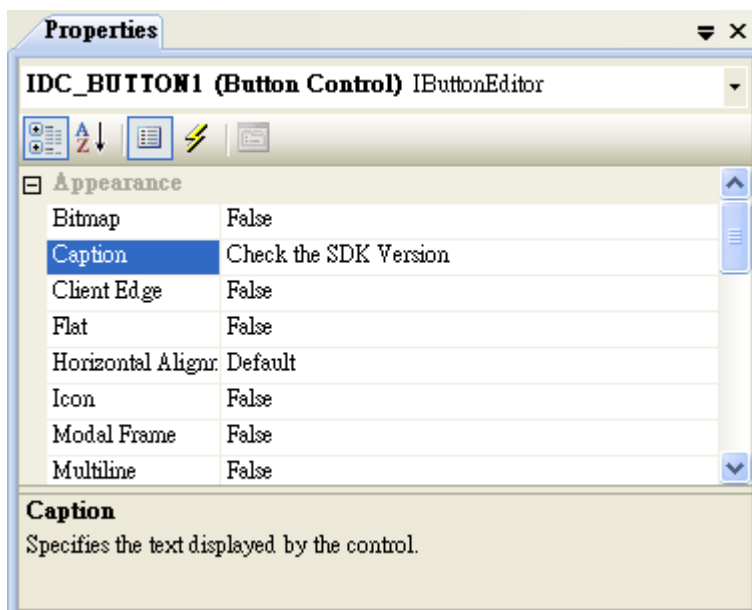 Properties
IDC_BUTTON1 (Button Control) IButtonEditor
Appearance
Bitmap False
Caption Check the SDK Version
Client Edge False
Flat False
Horizontal Alignr Default
Icon False
Modal Frame False
Multiline False
Caption
Specifies the text displayed by the control.